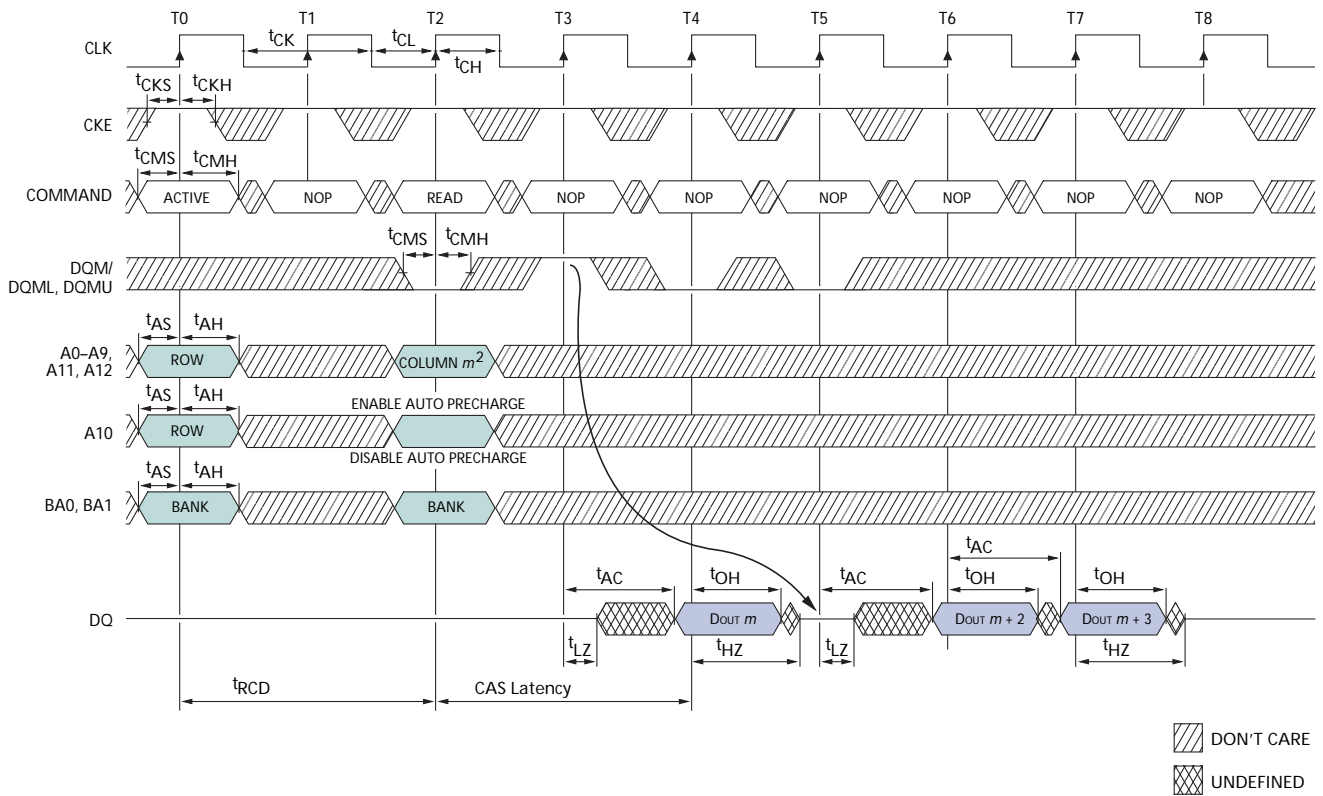 T0 T1 T2 T3 T4 T5 T6 T7 T8
CLK
tCK tCL
tCH
tCKS tCKH
CKE
tCMS tCMH
COMMAND ACTIVE NOP READ NOP NOP NOP NOP NOP NOP
tCMS tCMH
DQM/
DQML, DQMU
tAS tAH
A0–A9,
A11, A12
ROW COLUMN m2
tAS tAH ENABLE AUTO PRECHARGE
A10 ROW
DISABLE AUTO PRECHARGE
tAS tAH
BA0, BA1 BANK BANK
tAC
tAC tOH tAC tOH tOH
DQ DOUT m DOUT m + 2 DOUT m + 3
tLZ tHZ tLZ tHZ
tRCD CAS Latency
DON'T CARE
UNDEFINED